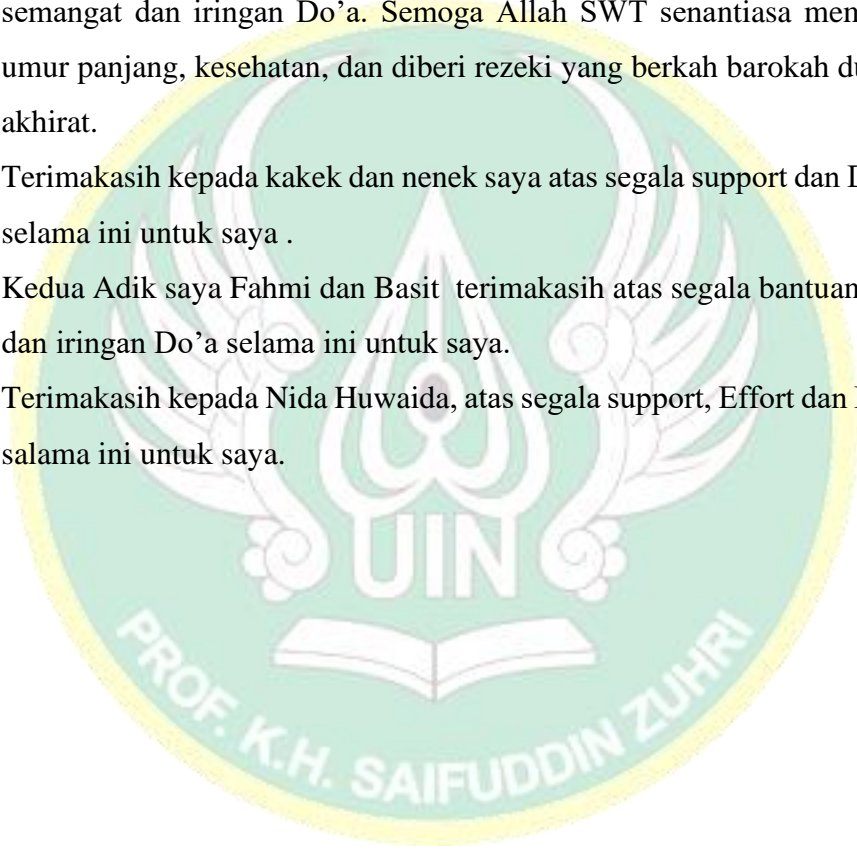 semangat dan iringan Do’a. Semoga Allah SWT senantiasa mem
umur panjang, kesehatan, dan diberi rezeki yang berkah barokah du
akhirat.
Terimakasih kepada kakek dan nenek saya atas segala support dan D
selama ini untuk saya .
Kedua Adik saya Fahmi dan Basit terimakasih atas segala bantuan
dan iringan Do’a selama ini untuk saya.
Terimakasih kepada Nida Huwaida, atas segala support, Effort dan
salama ini untuk saya.
UIN
PROF. K.H. SAIFUDDIN ZUHRI